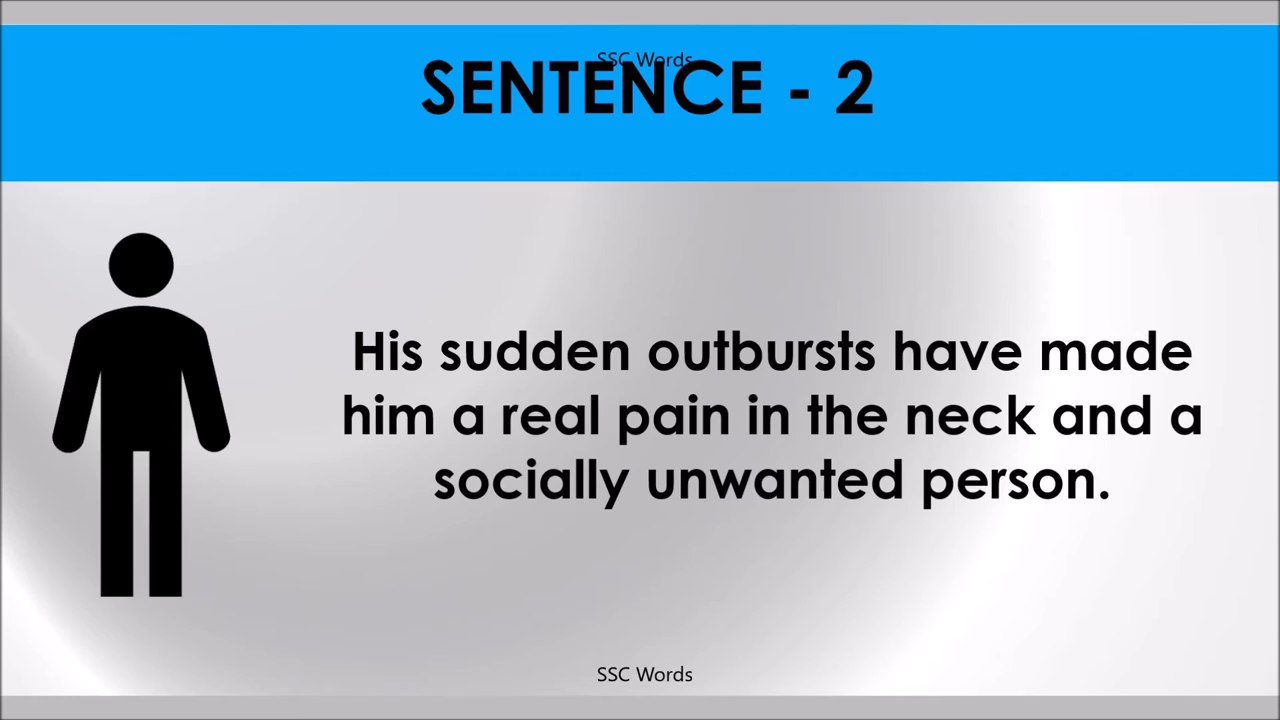 SSC Words
SENTENCE - 2
His sudden outbursts have made
him a real pain in the neck and a
socially unwanted person.
SSC Words